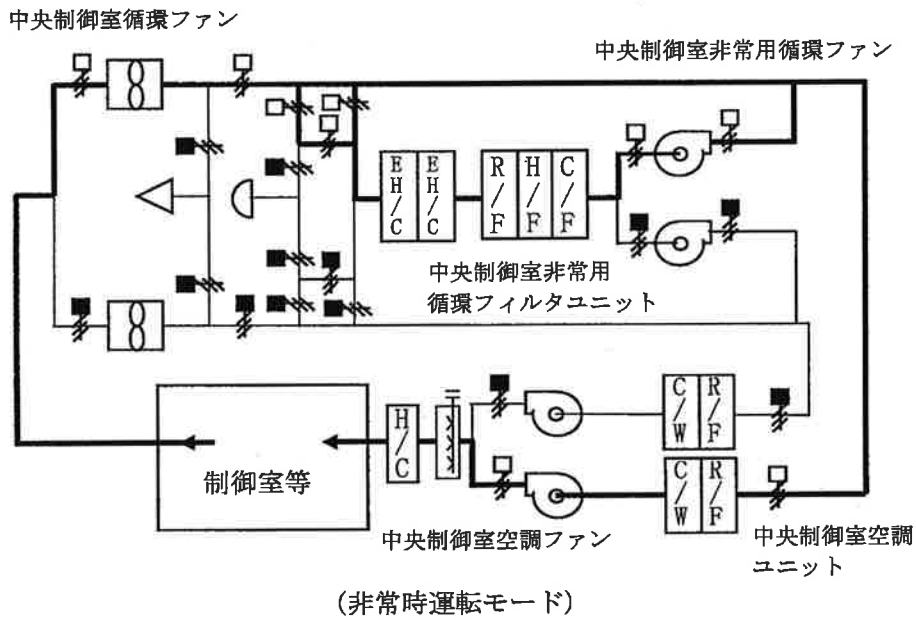 中央制御室循環ファン
中央制御室非常用循環ファン
E H/C
E H/C
R/F
H/F
C/F
中央制御室非常用
循環フィルタユニット
C/W
R/F
H/C
制御室等
C/W
R/F
中央制御室空調ファン
中央制御室空調
ユニット
(非常時運転モード)